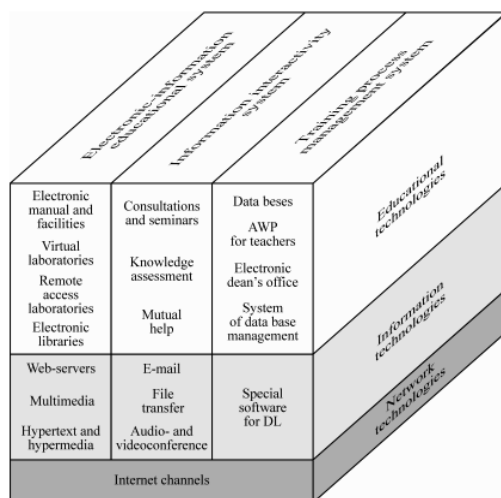 Electronic-information
educational system
Information interactivity
system
Training process
management system
Electronic
manual and
facilities
Virtual
laboratories
Remote
access
laboratories
Electronic
libraries
Consultations
and seminars
Knowledge
assessment
Mutual
help
Data beses
AWP
for teachers
Electronic
dean's office
System
of data base
management
Educational
technologies
Web-servers
Multimedia
Hypertext and
hypermedia
E-mail
File
transfer
Audio- and
videoconference
Special
software
for DL
Information
technologies
Internet channels
Network
technologies